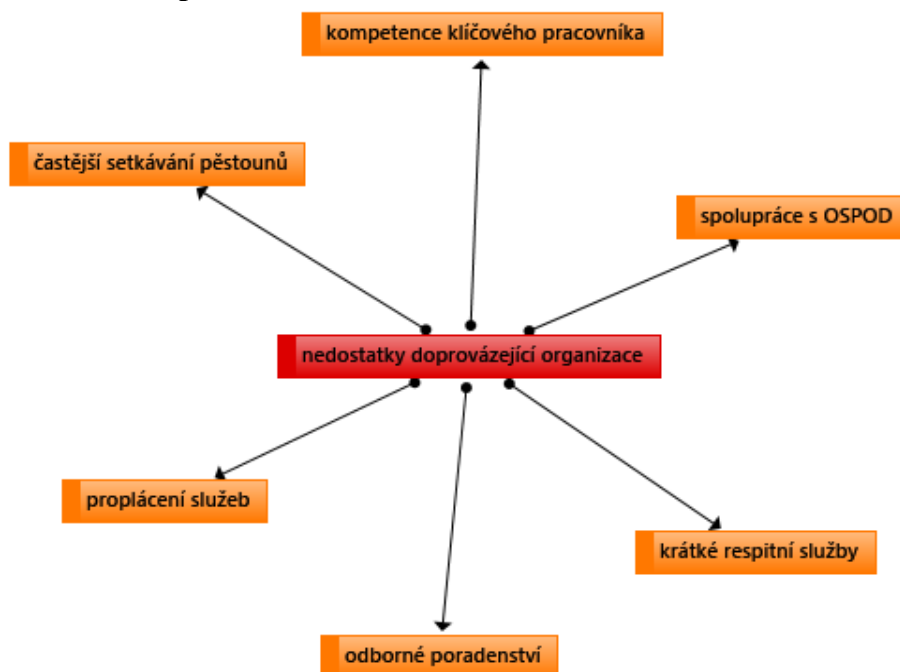 kompetence klíčového pracovníka
častější setkávání pěstounů
spolupráce s OSPOD
nedostatky doprovázející organizace
proplácení služeb
krátké respitní služby
odborné poradenství